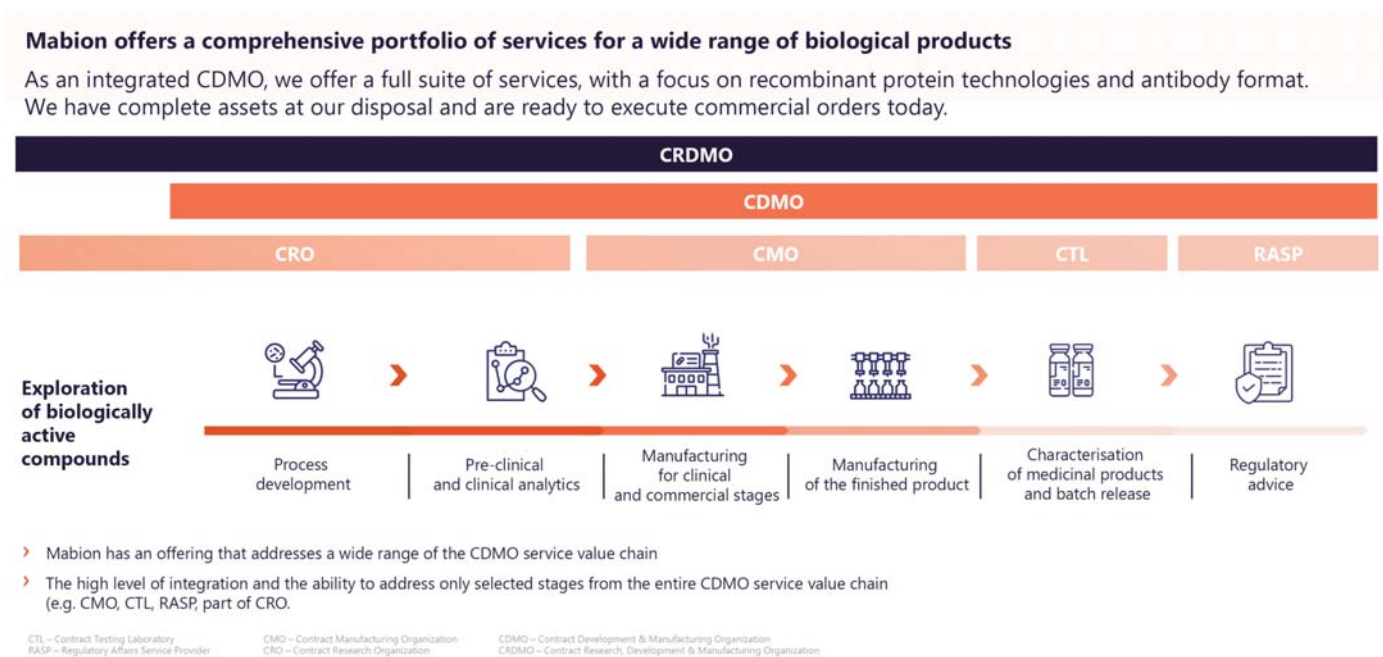 Mabion offers a comprehensive portfolio of services for a wide range of biological products
As an integrated CDMO, we offer a full suite of services, with a focus on recombinant protein technologies and antibody format.
We have complete assets at our disposal and are ready to execute commercial orders today.
CRDMO
CDMO
CRO
CMO
CTL
RASP
Exploration
of biologically
active
compounds
Process
development
Pre-clinical
and clinical analytics
Manufacturing
for clinical
and commercial stages
Manufacturing
of the finished product
Characterisation
of medicinal products
and batch release
Regulatory
advice
Mabion has an offering that addresses a wide range of the CDMO service value chain
The high level of integration and the ability to address only selected stages from the entire CDMO service value chain
(e.g. CMO, CTL, RASP, part of CRO.
CTL – Contract Testing Laboratory
RASP – Regulatory Affairs Service Provider
CMO – Contract Manufacturing Organization
CRO – Contract Research Organization
CDMO – Contract Development & Manufacturing Organization
CRDMO – Contract Research, Development & Manufacturing Organization